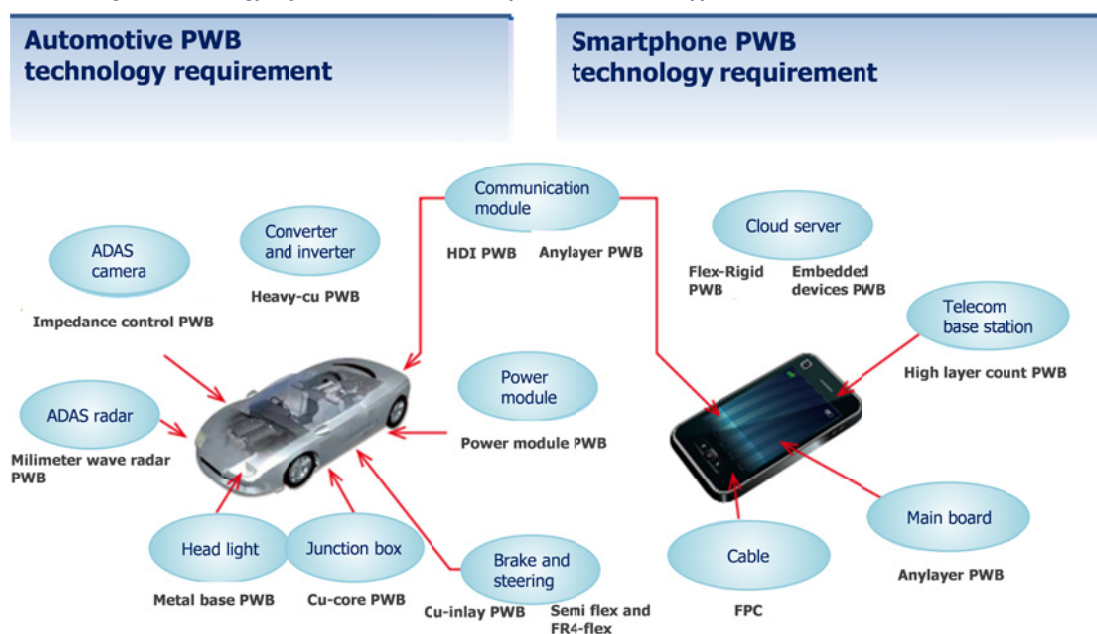 Automotive PWB
technology requirement
Smartphone PWB
technology requirement
Communication
module
HDI PWB
Anylayer PWB
Converter
and inverter
Heavy-cu PWB
ADAS
camera
Impedance control PWB
Cloud server
Flex-Rigid
PWB
Embedded
devices PWB
Telecom
base station
High layer count PWB
ADAS radar
Milimeter wave radar
PWB
Power
module
Power module PWB
Head light
Metal base PWB
Junction box
Cu-core PWB
Brake and
steering
Cu-inlay PWB
Semi flex and
FR4-flex
Cable
FPC
Main board
Anylayer PWB